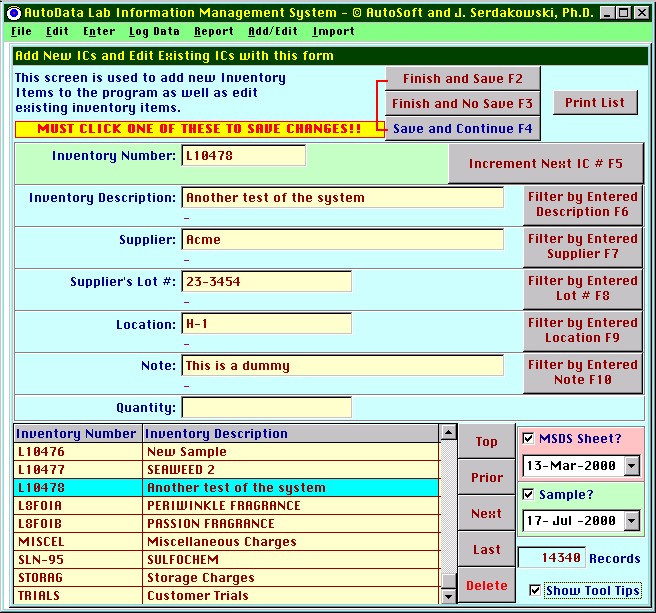 AutoData Lab Information Management System - © AutoSoft and J. Serdakowski, Ph.D.
File Edit Enter Log Data Report Add/Edit Import
Add New ICs and Edit Existing ICs with this form
This screen is used to add new Inventory
Items to the program as well as edit
existing inventory items.
MUST CLICK ONE OF THESE TO SAVE CHANGES!!
Finish and Save F2
Finish and No Save F3
Save and Continue F4
Print List
Inventory Number: L10478
Increment Next IC # F5
Inventory Description: Another test of the system
–
Filter by Entered
Description F6
Supplier: Acme
–
Filter by Entered
Supplier F7
Supplier's Lot #: 23-3454
–
Filter by Entered
Lot # F8
Location: H-1
–
Filter by Entered
Location F9
Note: This is a dummy
–
Filter by Entered
Note F10
Quantity:
Inventory Number Inventory Description
L10476 New Sample
L10477 SEAWEED 2
L10478 Another test of the system
L8FOIA PERIWINKLE FRAGRANCE
L8FOIB PASSION FRAGRANCE
MISCEL Miscellaneous Charges
SLN-95 SULFOCHEM
STORAG Storage Charges
TRIALS Customer Trials
Top
Prior
Next
Last
Delete
MSDS Sheet?
13-Mar-2000
Sample?
17- Jul -2000
14340 Records
Show Tool Tips